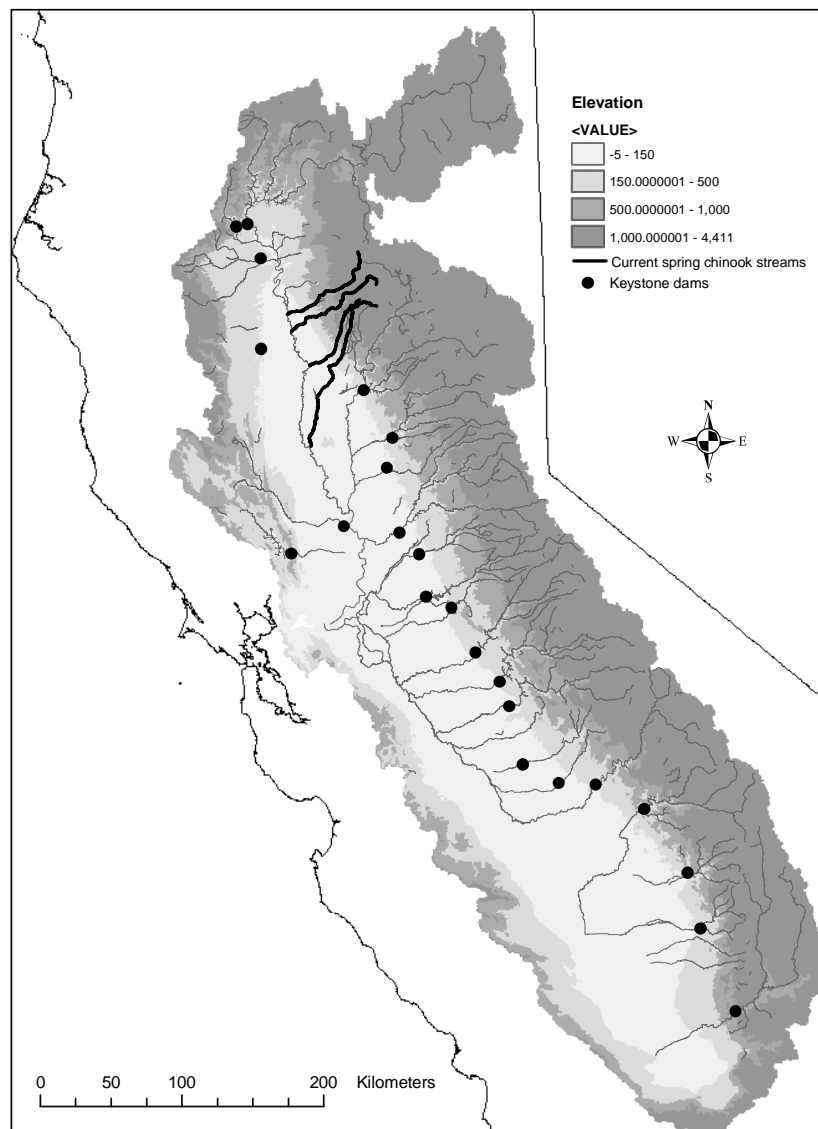 Elevation
<VALUE>
-5 - 150
150.0000001 - 500
500.0000001 - 1,000
1,000.000001 - 4,411
Current spring chinook streams
Keystone dams
N
W E
S
0 50 100 200 Kilometers